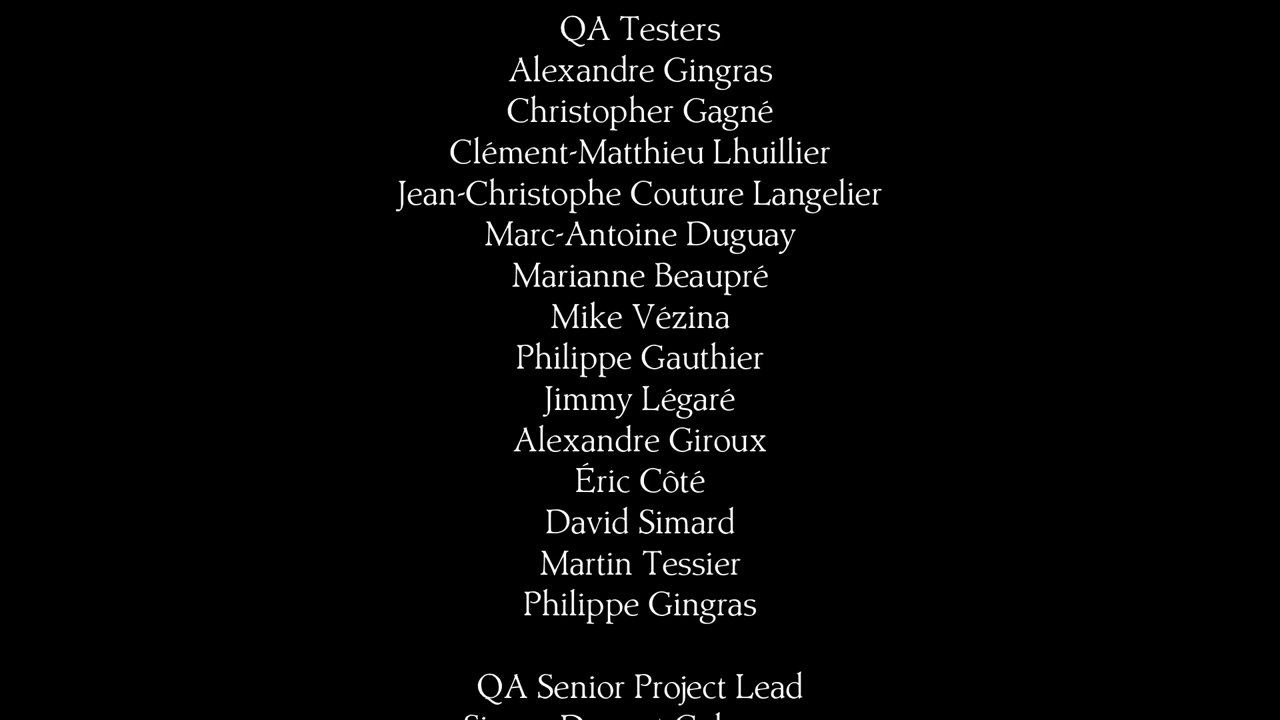 QA Testers
Alexandre Gingras
Christopher Gagné
Clément-Matthieu Lhuillier
Jean-Christophe Couture Langelier
Marc-Antoine Duguay
Marianne Beaupré
Mike Vézina
Philippe Gauthier
Jimmy Légaré
Alexandre Giroux
Éric Côté
David Simard
Martin Tessier
Philippe Gingras
QA Senior Project Lead